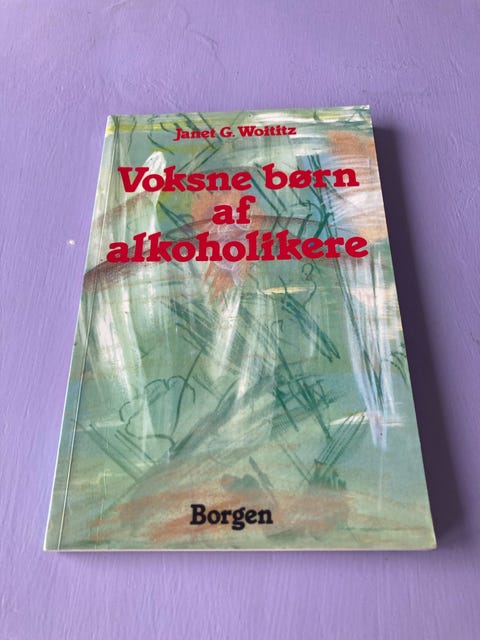 Janet G. Woititz
Voksne børn
af
alkoholikere
Borgen